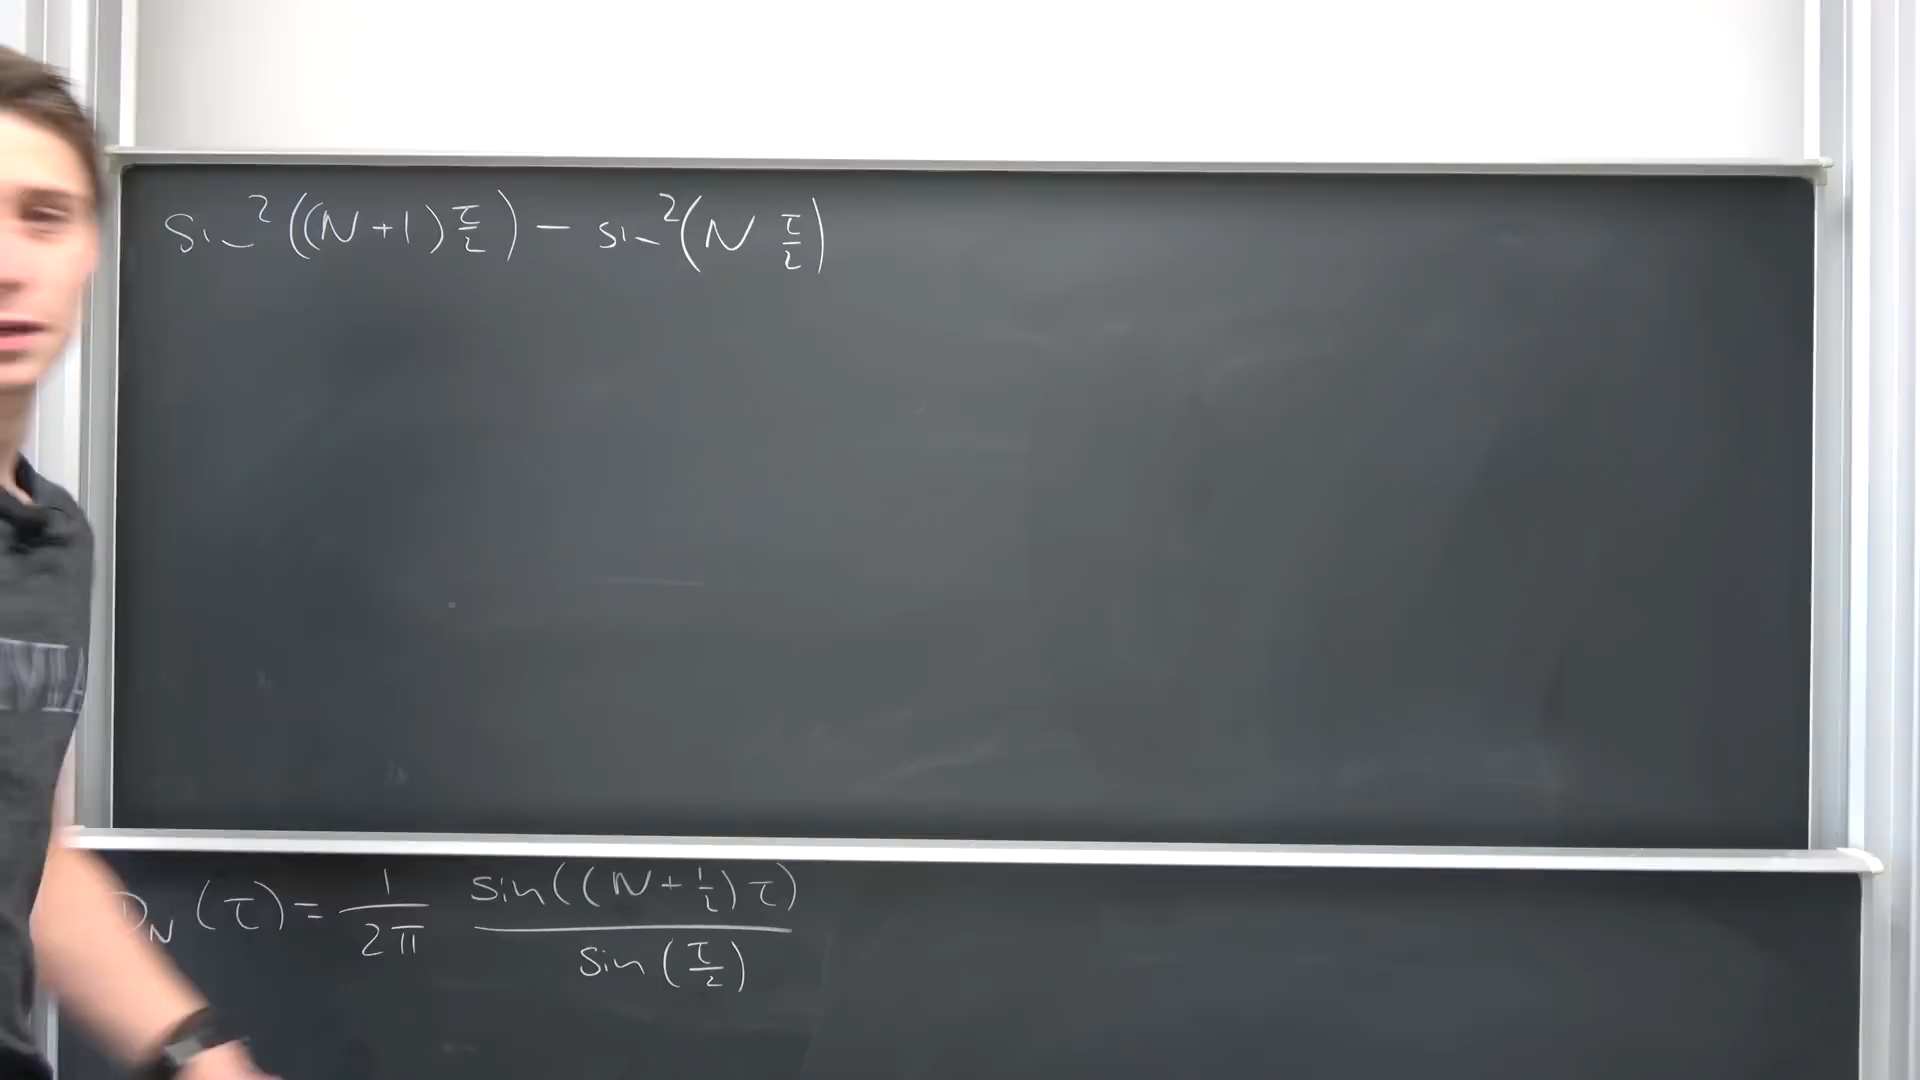 sin²((N+1)τ/2) − sin²(N τ/2)
D_N(τ) = 1/2π sin((N+½)τ)/sin(τ/2)